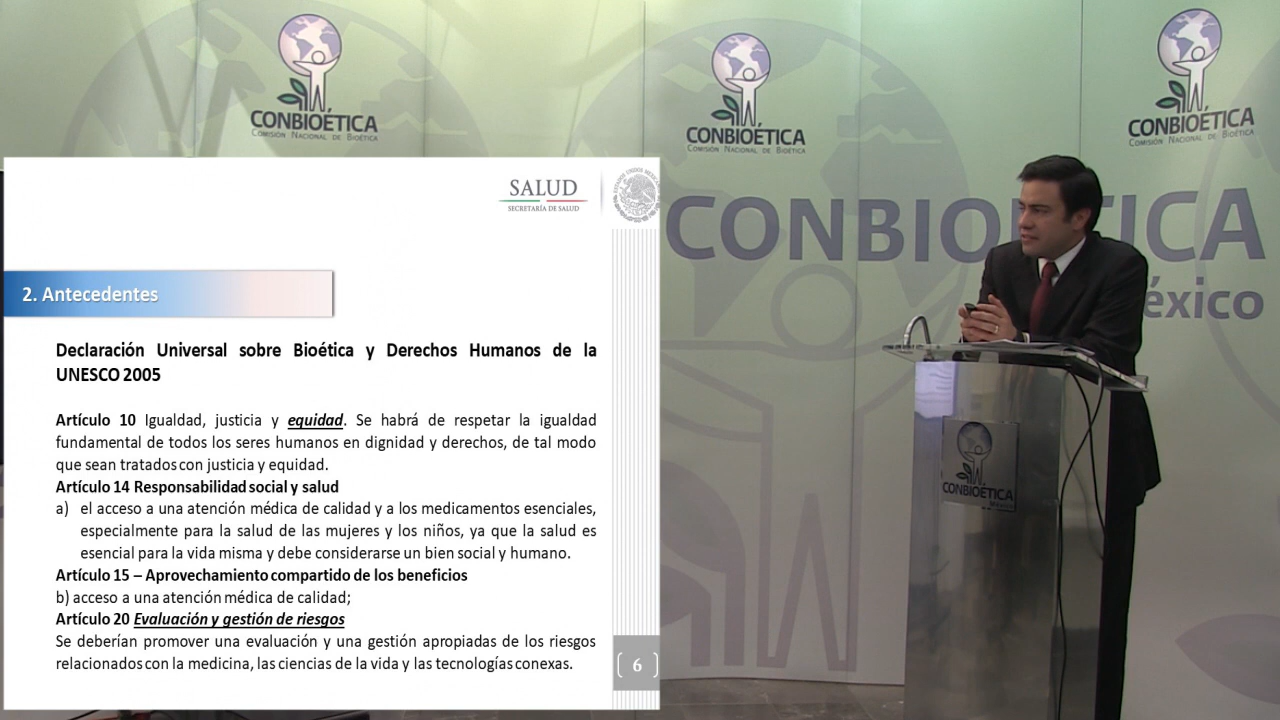 CONBIOÉTICA
COMISIÓN NACIONAL DE BIOÉTICA
CONBIOÉTICA
COMISIÓN NACIONAL DE BIOÉTICA
CONBIOÉTICA
COMISIÓN NACIONAL DE BIOÉTICA
SALUD
SECRETARÍA DE SALUD
2. Antecedentes
Declaración Universal sobre Bioética y Derechos Humanos de la
UNESCO 2005
Artículo 10 Igualdad, justicia y equidad. Se habrá de respetar la igualdad
fundamental de todos los seres humanos en dignidad y derechos, de tal modo
que sean tratados con justicia y equidad.
Artículo 14 Responsabilidad social y salud
a) el acceso a una atención médica de calidad y a los medicamentos esenciales,
especialmente para la salud de las mujeres y los niños, ya que la salud es
esencial para la vida misma y debe considerarse un bien social y humano.
Artículo 15 – Aprovechamiento compartido de los beneficios
b) acceso a una atención médica de calidad;
Artículo 20 Evaluación y gestión de riesgos
Se deberían promover una evaluación y una gestión apropiadas de los riesgos
relacionados con la medicina, las ciencias de la vida y las tecnologías conexas.
6
CONBIO TICA
éxico
CONBIOÉTICA